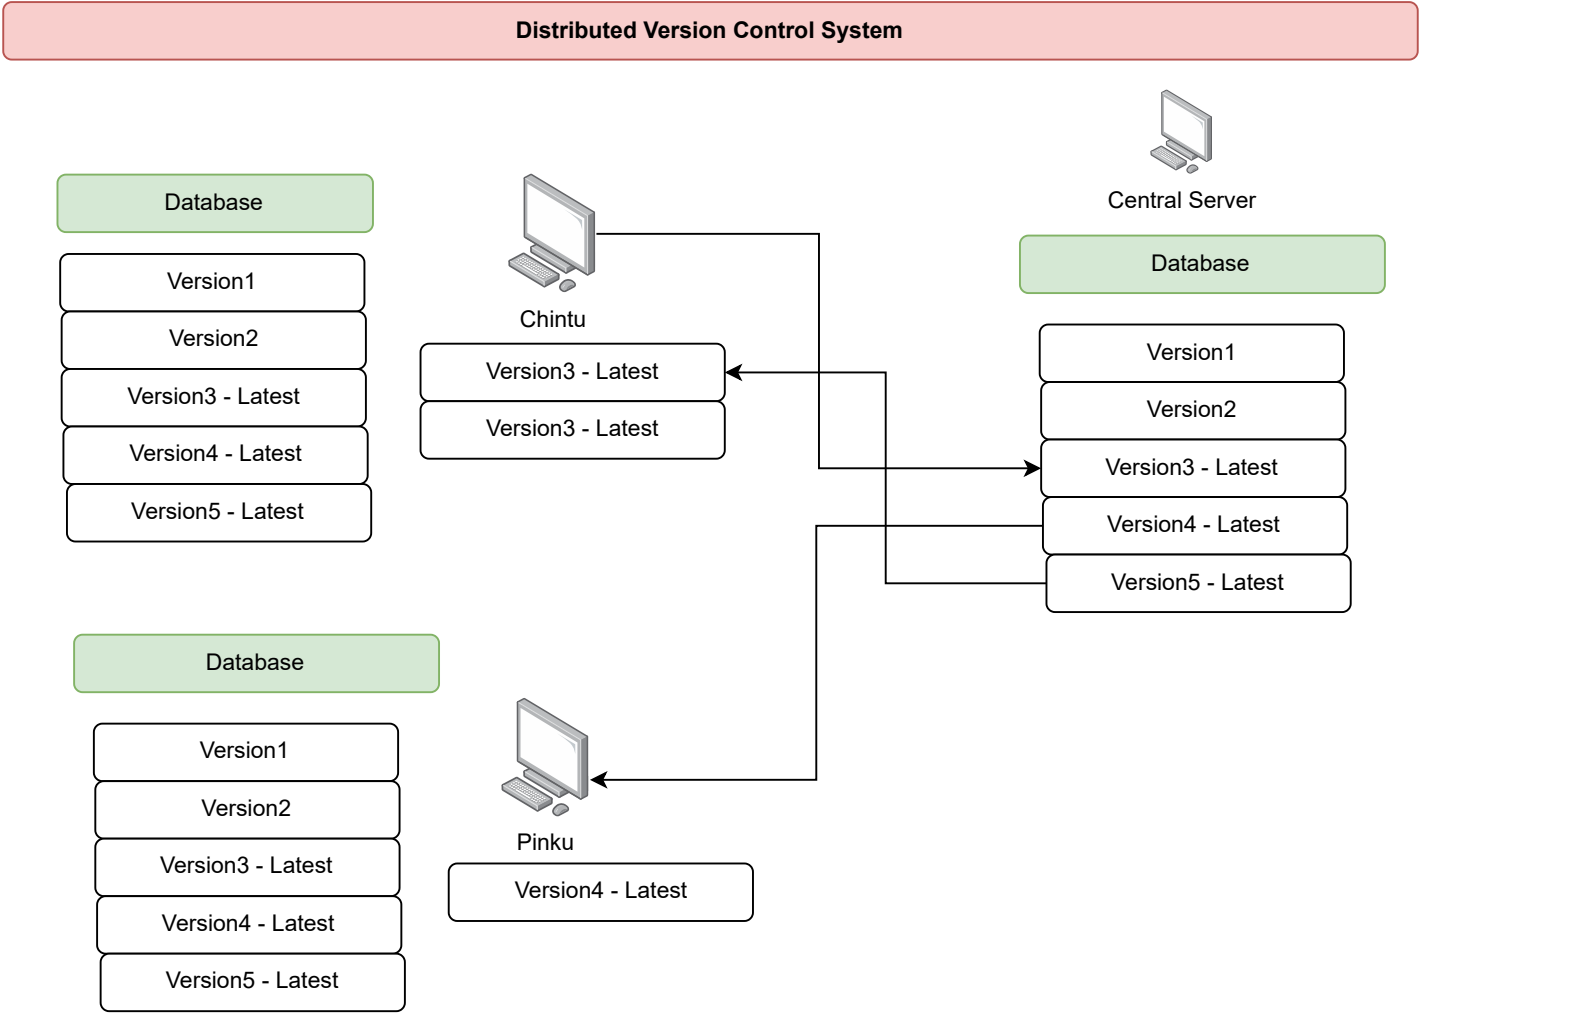 Distributed Version Control System
Central Server
Database
Version1
Version2
Version3 - Latest
Version4 - Latest
Version5 - Latest
Chintu
Version3 - Latest
Version3 - Latest
Database
Version1
Version2
Version3 - Latest
Version4 - Latest
Version5 - Latest
Database
Version1
Version2
Version3 - Latest
Version4 - Latest
Version5 - Latest
Pinku
Version4 - Latest